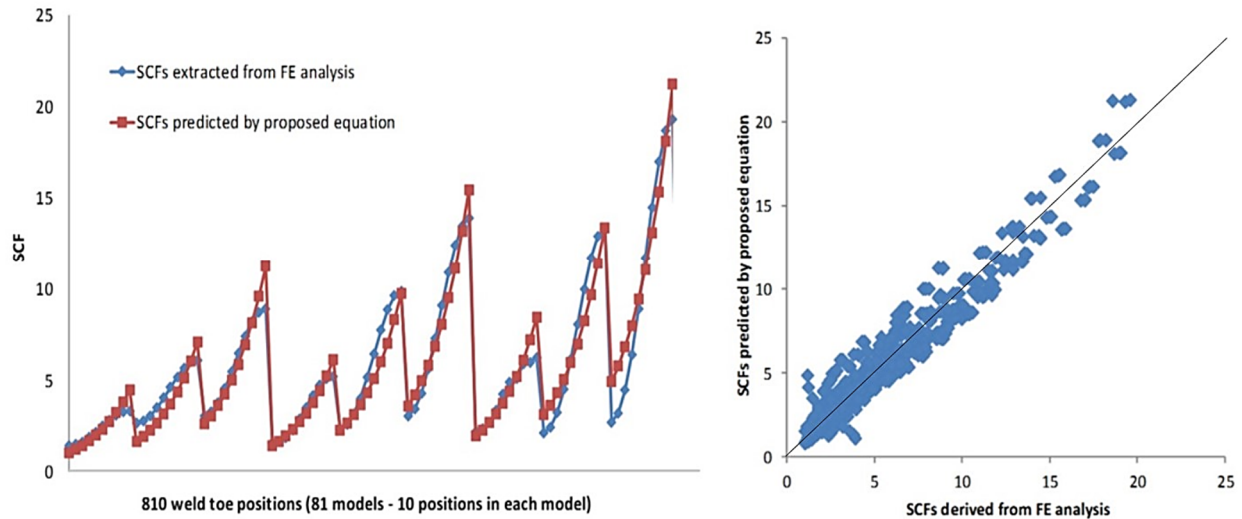 25
20
15
10
5
0
SCF
SCFs extracted from FE analysis
SCFs predicted by proposed equation
810 weld toe positions (81 models - 10 positions in each model)
25
20
15
10
5
0
SCFs predicted by proposed equation
0 5 10 15 20 25
SCFs derived from FE analysis